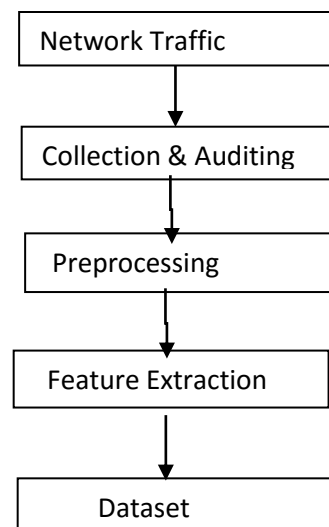 Network Traffic
Collection & Auditing
Preprocessing
Feature Extraction
Dataset